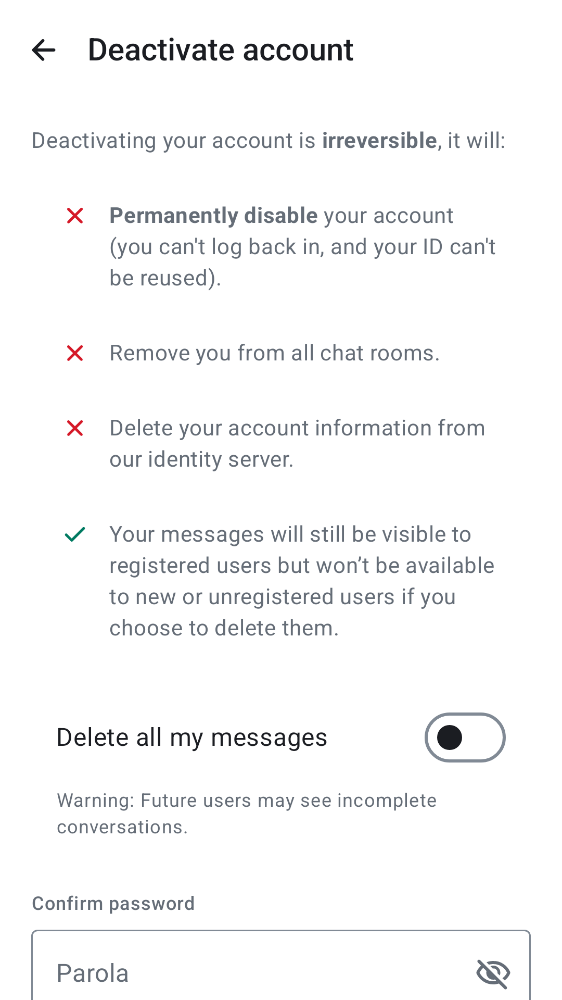 Deactivate account
Deactivating your account is irreversible, it will:
Permanently disable your account
(you can't log back in, and your ID can't
be reused).
Remove you from all chat rooms.
Delete your account information from
our identity server.
Your messages will still be visible to
registered users but won’t be available
to new or unregistered users if you
choose to delete them.
Delete all my messages
Warning: Future users may see incomplete
conversations.
Confirm password
Parola